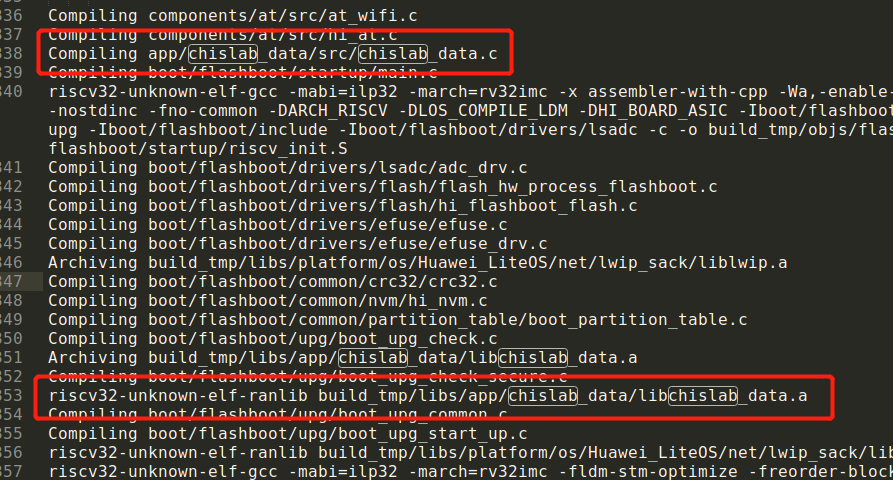 336 Compiling components/at/src/at_wifi.c
337 Compiling components/at/src/hi_at.c
338 Compiling app/chislab_data/src/chislab_data.c
339 Compiling boot/flashboot/startup/main.c
340 riscv32-unknown-elf-gcc -mabi=ilp32 -march=rv32imc -x assembler-with-cpp -Wa,-enable-
-nostdinc -fno-common -DARCH_RISCV -DLOS_COMPILE_LDM -DHI_BOARD_ASIC -Iboot/flashboot
upg -Iboot/flashboot/include -Iboot/flashboot/drivers/lsadc -c -o build_tmp/objs/flas
flashboot/startup/riscv_init.S
341 Compiling boot/flashboot/drivers/lsadc/adc_drv.c
342 Compiling boot/flashboot/drivers/flash/flash_hw_process_flashboot.c
343 Compiling boot/flashboot/drivers/flash/hi_flashboot_flash.c
344 Compiling boot/flashboot/drivers/efuse/efuse.c
345 Compiling boot/flashboot/drivers/efuse/efuse_drv.c
346 Archiving build_tmp/libs/platform/os/Huawei_LiteOS/net/lwip_sack/liblwip.a
347 Compiling boot/flashboot/common/crc32/crc32.c
348 Compiling boot/flashboot/common/nvm/hi_nvm.c
349 Compiling boot/flashboot/common/partition_table/boot_partition_table.c
350 Compiling boot/flashboot/upg/boot_upg_check.c
351 Archiving build_tmp/libs/app/chislab_data/libchislab_data.a
352 Compiling boot/flashboot/upg/boot_upg_check_secure.c
353 riscv32-unknown-elf-ranlib build_tmp/libs/app/chislab_data/libchislab_data.a
354 Compiling boot/flashboot/upg/boot_upg_common.c
355 Compiling boot/flashboot/upg/boot_upg_start_up.c
356 riscv32-unknown-elf-ranlib build_tmp/libs/platform/os/Huawei_LiteOS/net/lwip_sack/lib
357 riscv32-unknown-elf-gcc -mabi=ilp32 -march=rv32imc -fldm-stm-optimize -freorder-block